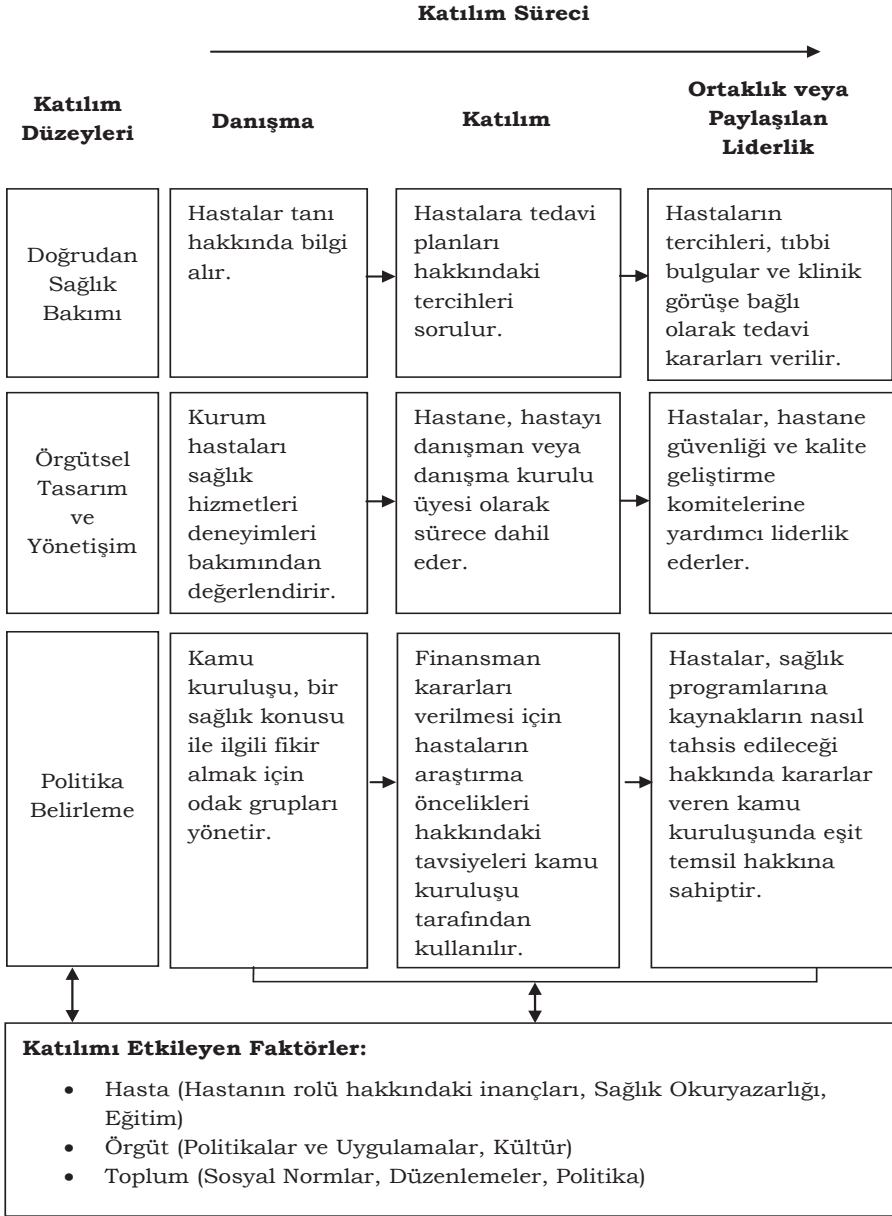 Katılım Süreci
Katılım
Düzeyleri
Danışma
Katılım
Ortaklık veya
Paylaşılan
Liderlik
Doğrudan
Sağlık
Bakımı
Hastalar tanı
hakkında bilgi
alır.
Hastalara tedavi
planları
hakkındaki
tercihleri
sorulur.
Hastaların
tercihleri, tıbbi
bulgular ve klinik
görüşe bağlı
olarak tedavi
kararları verilir.
Örgütsel
Tasarım
ve
Yönetişim
Kurum
hastaları
sağlık
hizmetleri
deneyimleri
bakımından
değerlendirir.
Hastane, hastayı
danışman veya
danışma kurulu
üyesi olarak
sürece dahil
eder.
Hastalar, hastane
güvenliği ve kalite
geliştirme
komitelerine
yardımcı liderlik
ederler.
Politika
Belirleme
Kamu
kuruluşu, bir
sağlık konusu
ile ilgili fikir
almak için
odak grupları
yönetir.
Finansman
kararları
verilmesi için
hastaların
araştırma
öncelikleri
hakkındaki
tavsiyeleri kamu
kuruluşu
tarafından
kullanılır.
Hastalar, sağlık
programlarına
kaynakların nasıl
tahsis edileceği
hakkında kararlar
veren kamu
kuruluşunda eşit
temsil hakkına
sahiptir.
Katılımı Etkileyen Faktörler:
• Hasta (Hastanın rolü hakkındaki inançları, Sağlık Okuryazarlığı,
Eğitim)
• Örgüt (Politikalar ve Uygulamalar, Kültür)
• Toplum (Sosyal Normlar, Düzenlemeler, Politika)